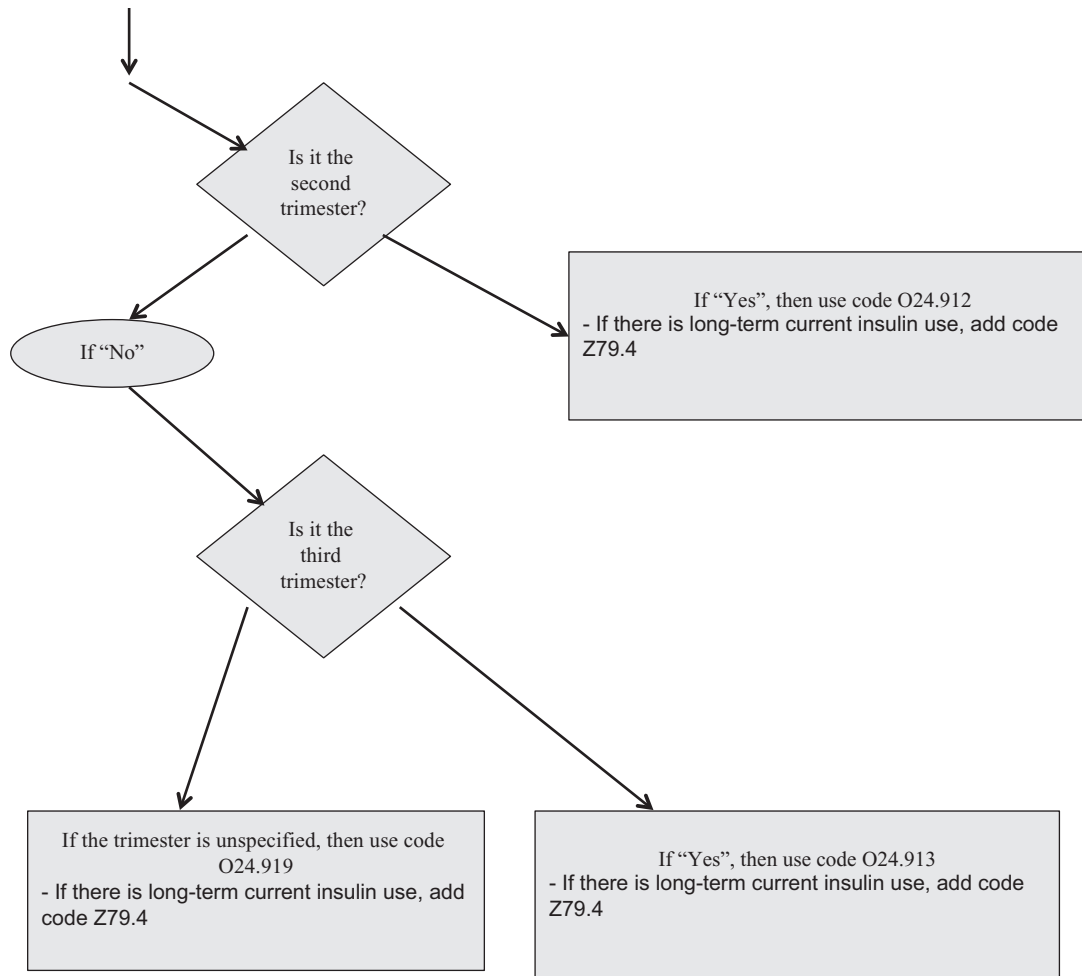 Is it the
second
trimester?
If “Yes”, then use code O24.912
- If there is long-term current insulin use, add code
Z79.4
If “No”
Is it the
third
trimester?
If the trimester is unspecified, then use code
O24.919
- If there is long-term current insulin use, add
code Z79.4
If “Yes”, then use code O24.913
- If there is long-term current insulin use, add code
Z79.4